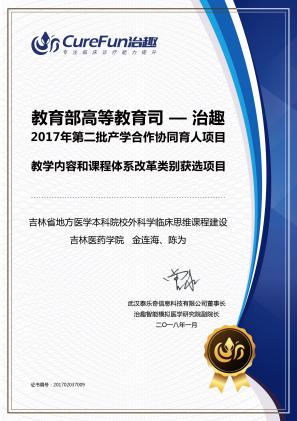 CureFun治趣
专注临床诊疗能力提升
教育部高等教育司 — 治趣
2017年第二批产学合作协同育人项目
教学内容和课程体系改革类别获选项目
吉林省地方医学本科院校外科学临床思维课程建设
吉林医药学院 金连海、陈为
武汉泰乐奇信息科技有限公司董事长
治趣智能模拟医学研究院副院长
二〇一八年一月
证书编号：201702037009